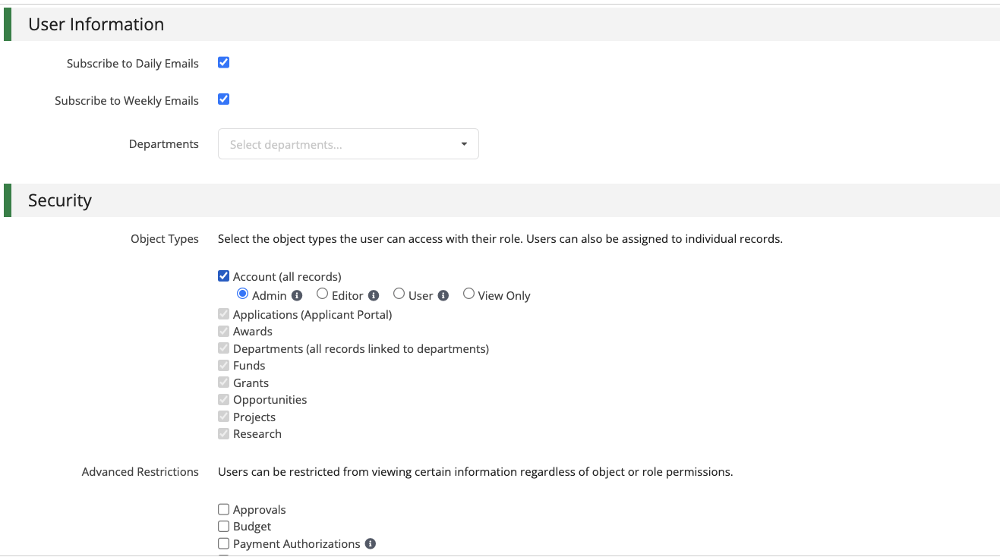 User Information
Subscribe to Daily Emails
Subscribe to Weekly Emails
Departments
Select departments...
Security
Object Types
Select the object types the user can access with their role. Users can also be assigned to individual records.
Account (all records)
Admin Editor User View Only
Applications (Applicant Portal)
Awards
Departments (all records linked to departments)
Funds
Grants
Opportunities
Projects
Research
Advanced Restrictions
Users can be restricted from viewing certain information regardless of object or role permissions.
Approvals
Budget
Payment Authorizations